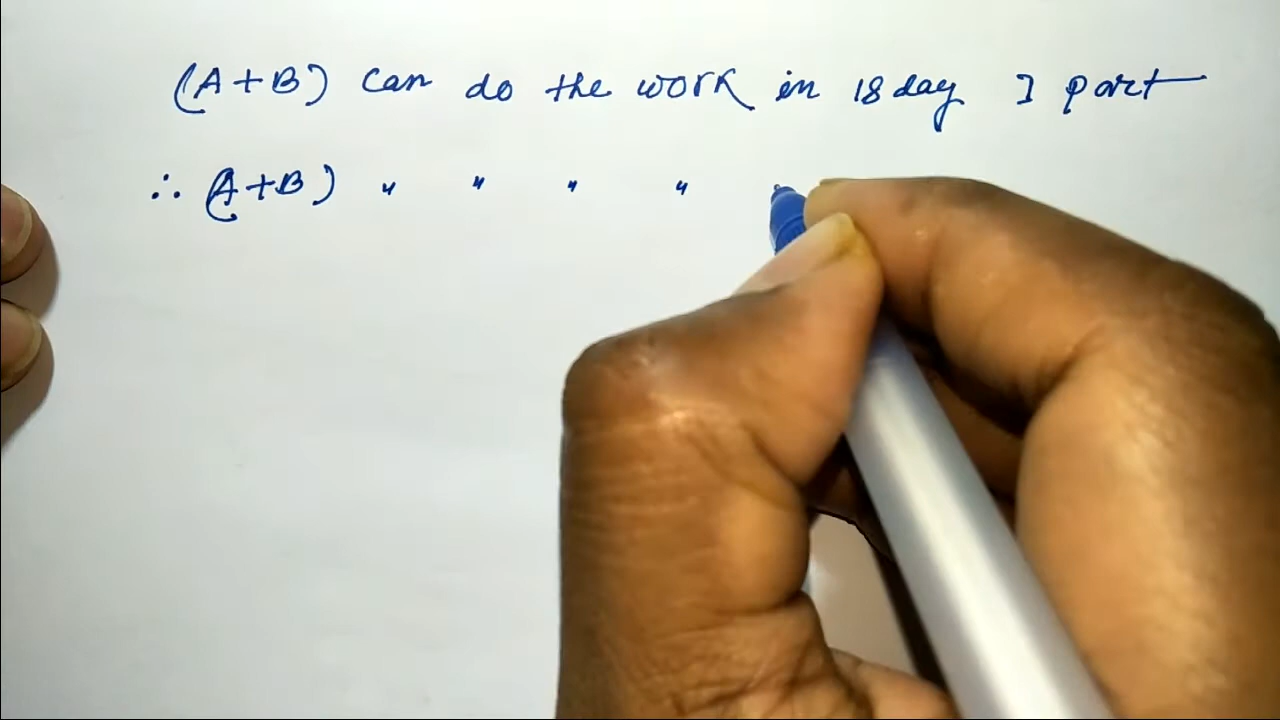 (A+B) can do the work in 18 day 1 part
∴ (A+B) " " " "